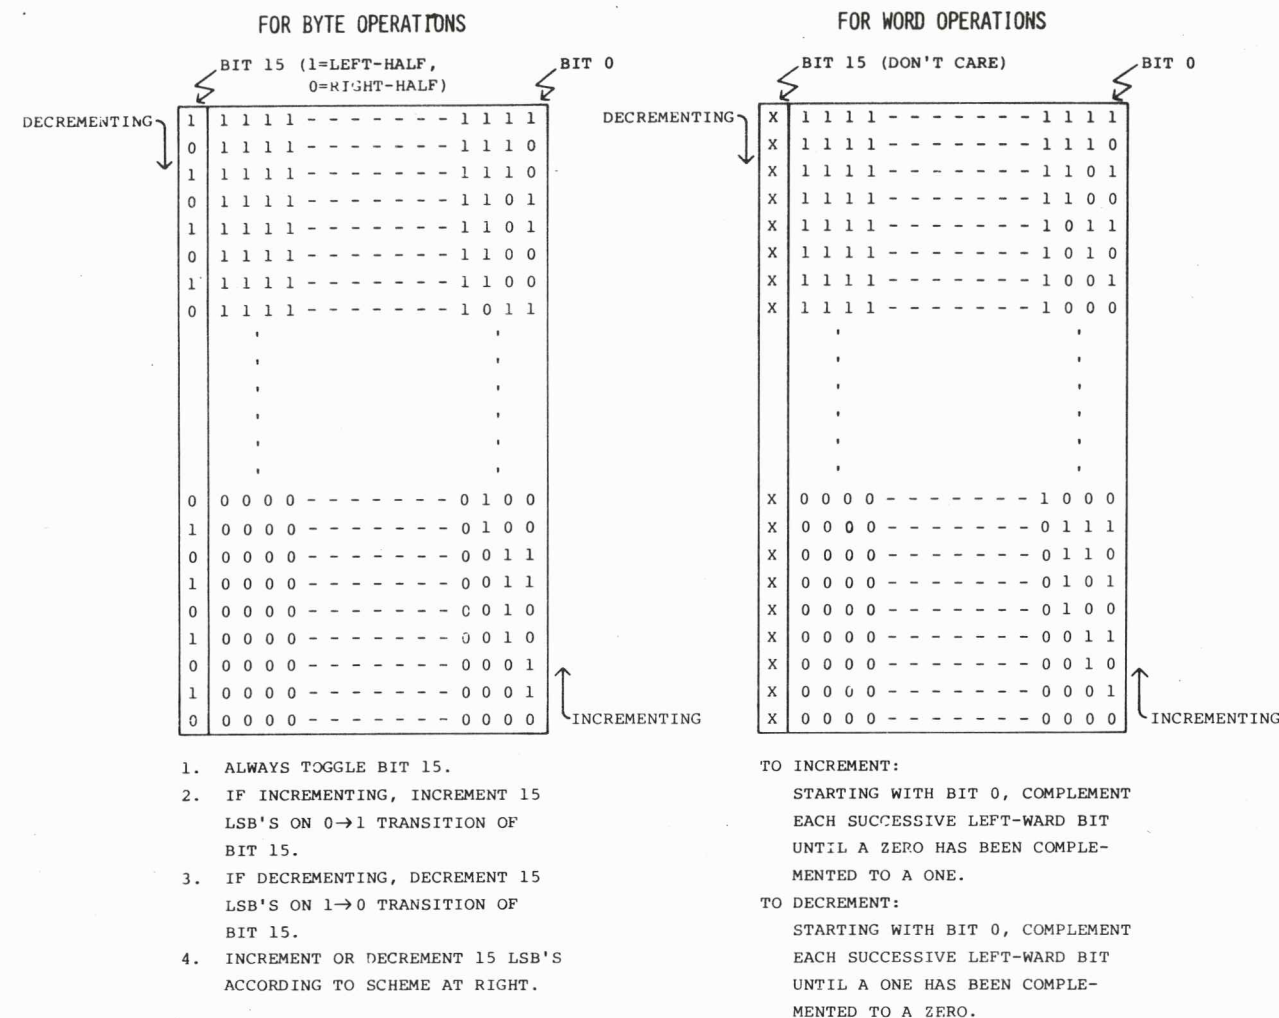 FOR BYTE OPERATIONS
BIT 15 (1=LEFT-HALF,
0=RIGHT-HALF)
BIT 0
DECREMENTING
1 1 1 1 1 - - - - - - - 1 1 1 1
0 1 1 1 1 - - - - - - - 1 1 1 0
1 1 1 1 1 - - - - - - - 1 1 1 0
0 1 1 1 1 - - - - - - - 1 1 0 1
1 1 1 1 1 - - - - - - - 1 1 0 1
0 1 1 1 1 - - - - - - - 1 1 0 0
1 1 1 1 1 - - - - - - - 1 1 0 0
0 1 1 1 1 - - - - - - - 1 0 1 1
0 0 0 0 0 - - - - - - - 0 1 0 0
1 0 0 0 0 - - - - - - - 0 1 0 0
0 0 0 0 0 - - - - - - - 0 0 1 1
1 0 0 0 0 - - - - - - - 0 0 1 1
0 0 0 0 0 - - - - - - - 0 0 1 0
1 0 0 0 0 - - - - - - - 0 0 1 0
0 0 0 0 0 - - - - - - - 0 0 0 1
1 0 0 0 0 - - - - - - - 0 0 0 1
0 0 0 0 0 - - - - - - - 0 0 0 0
INCREMENTING
1. ALWAYS TOGGLE BIT 15.
2. IF INCREMENTING, INCREMENT 15
LSB'S ON 0→1 TRANSITION OF
BIT 15.
3. IF DECREMENTING, DECREMENT 15
LSB'S ON 1→0 TRANSITION OF
BIT 15.
4. INCREMENT OR DECREMENT 15 LSB'S
ACCORDING TO SCHEME AT RIGHT.
FOR WORD OPERATIONS
BIT 15 (DON'T CARE)
BIT 0
DECREMENTING
X 1 1 1 1 - - - - - - - 1 1 1 1
X 1 1 1 1 - - - - - - - 1 1 1 0
X 1 1 1 1 - - - - - - - 1 1 0 1
X 1 1 1 1 - - - - - - - 1 1 0 0
X 1 1 1 1 - - - - - - - 1 0 1 1
X 1 1 1 1 - - - - - - - 1 0 1 0
X 1 1 1 1 - - - - - - - 1 0 0 1
X 1 1 1 1 - - - - - - - 1 0 0 0
X 0 0 0 0 - - - - - - - 1 0 0 0
X 0 0 0 0 - - - - - - - 0 1 1 1
X 0 0 0 0 - - - - - - - 0 1 1 0
X 0 0 0 0 - - - - - - - 0 1 0 1
X 0 0 0 0 - - - - - - - 0 1 0 0
X 0 0 0 0 - - - - - - - 0 0 1 1
X 0 0 0 0 - - - - - - - 0 0 1 0
X 0 0 0 0 - - - - - - - 0 0 0 1
X 0 0 0 0 - - - - - - - 0 0 0 0
INCREMENTING
TO INCREMENT:
STARTING WITH BIT 0, COMPLEMENT
EACH SUCCESSIVE LEFT-WARD BIT
UNTIL A ZERO HAS BEEN COMPLE-
MENTED TO A ONE.
TO DECREMENT:
STARTING WITH BIT 0, COMPLEMENT
EACH SUCCESSIVE LEFT-WARD BIT
UNTIL A ONE HAS BEEN COMPLE-
MENTED TO A ZERO.